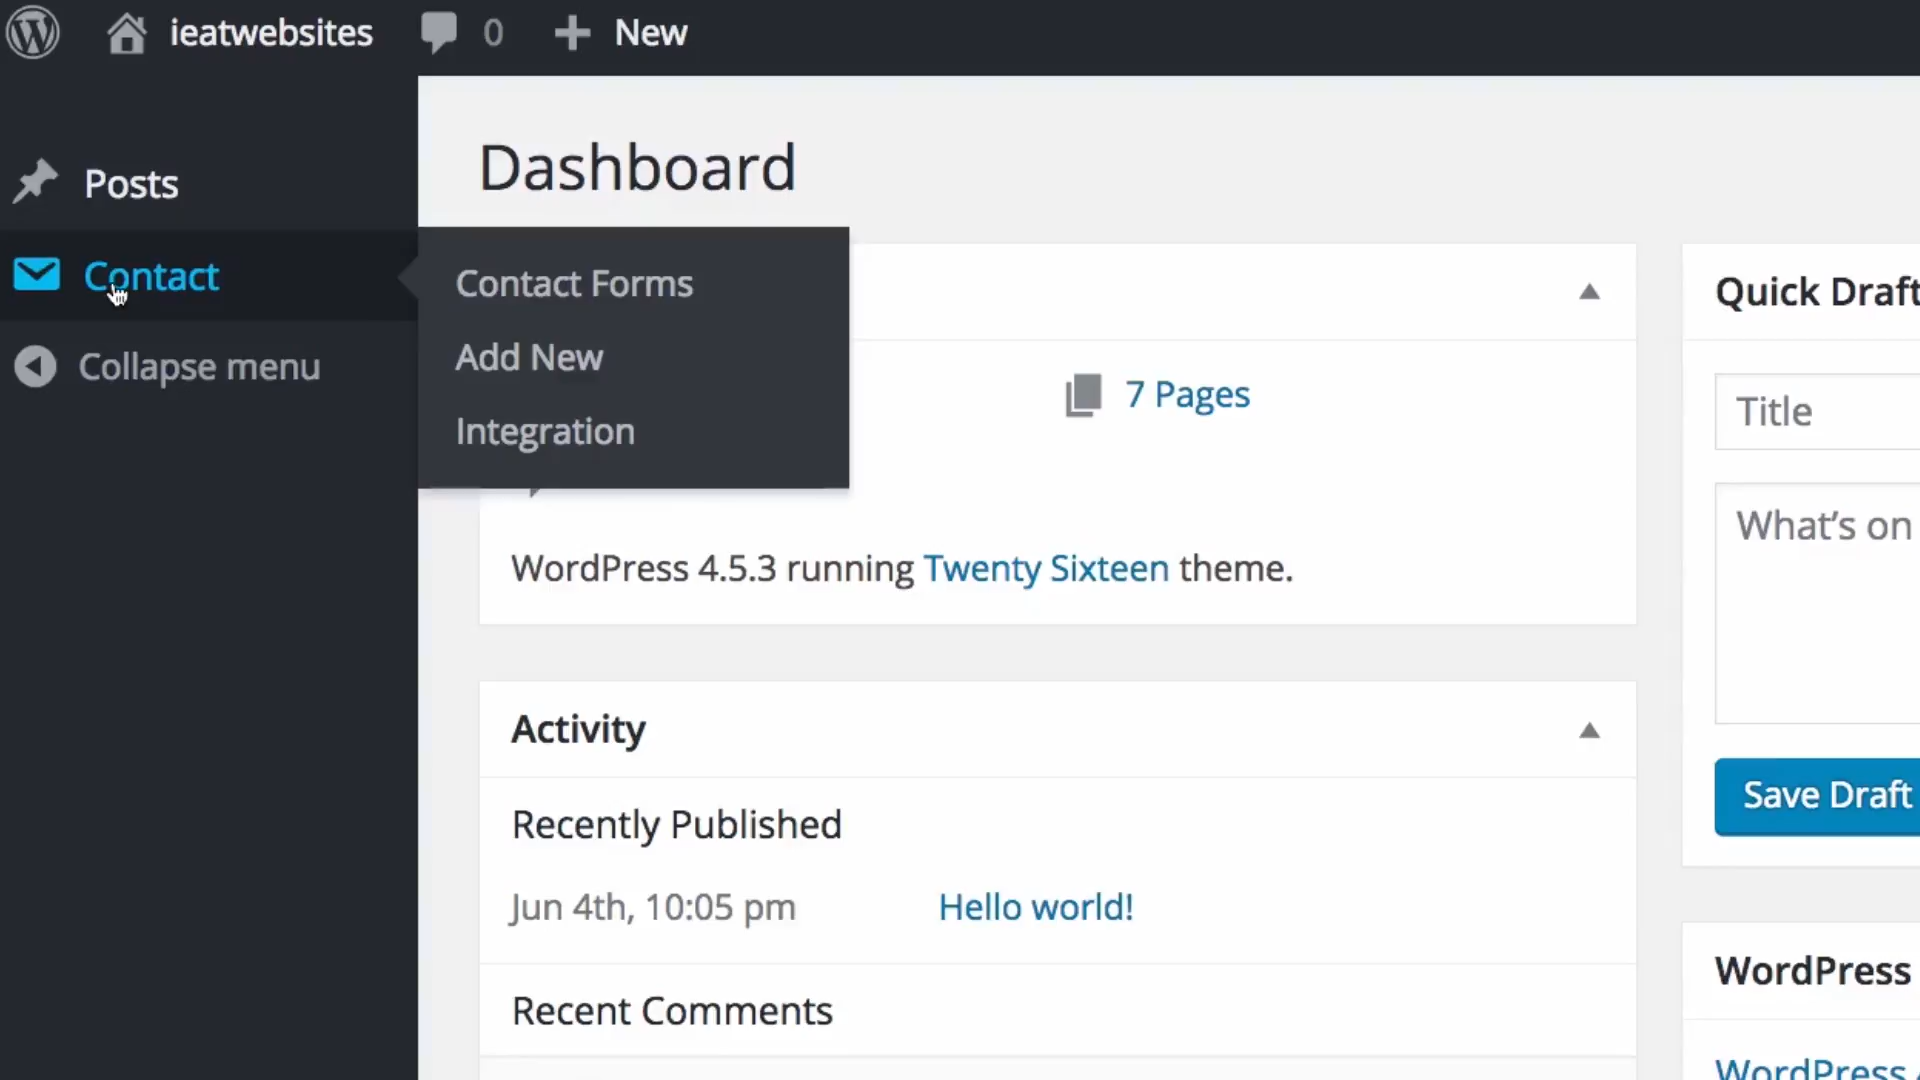 ieatwebsites 0 New
Posts
Contact
Collapse menu
Dashboard
Contact Forms
Add New
Integration
7 Pages
WordPress 4.5.3 running Twenty Sixteen theme.
Activity
Recently Published
Jun 4th, 10:05 pm Hello world!
Recent Comments
Quick Draft
Title
What’s on
Save Draft
WordPress
WordPress